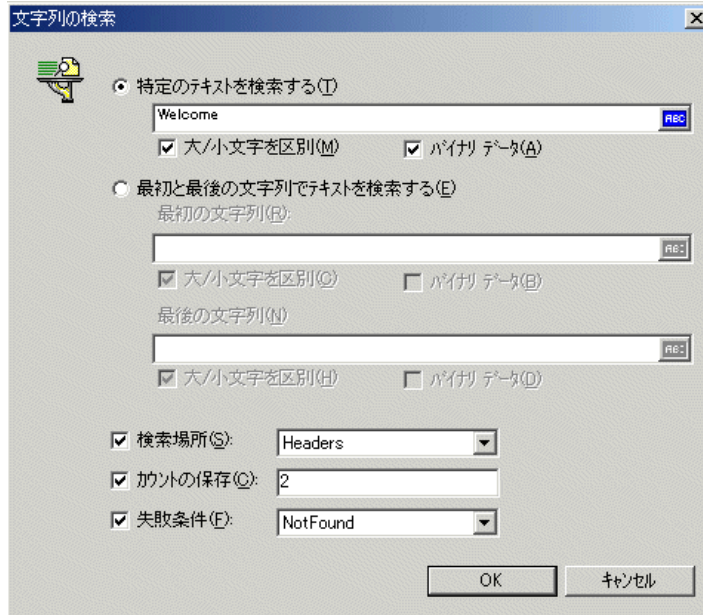 文字列の検索
特定のテキストを検索する(T)
Welcome ABC
大/小文字を区別(M) バイナリ データ(A)
最初と最後の文字列でテキストを検索する(E)
最初の文字列(R):
ABC
大/小文字を区別(C) バイナリ データ(B)
最後の文字列(N)
ABC
大/小文字を区別(H) バイナリ データ(D)
検索場所(S): Headers
カウントの保存(C): 2
失敗条件(F): NotFound
OK キャンセル